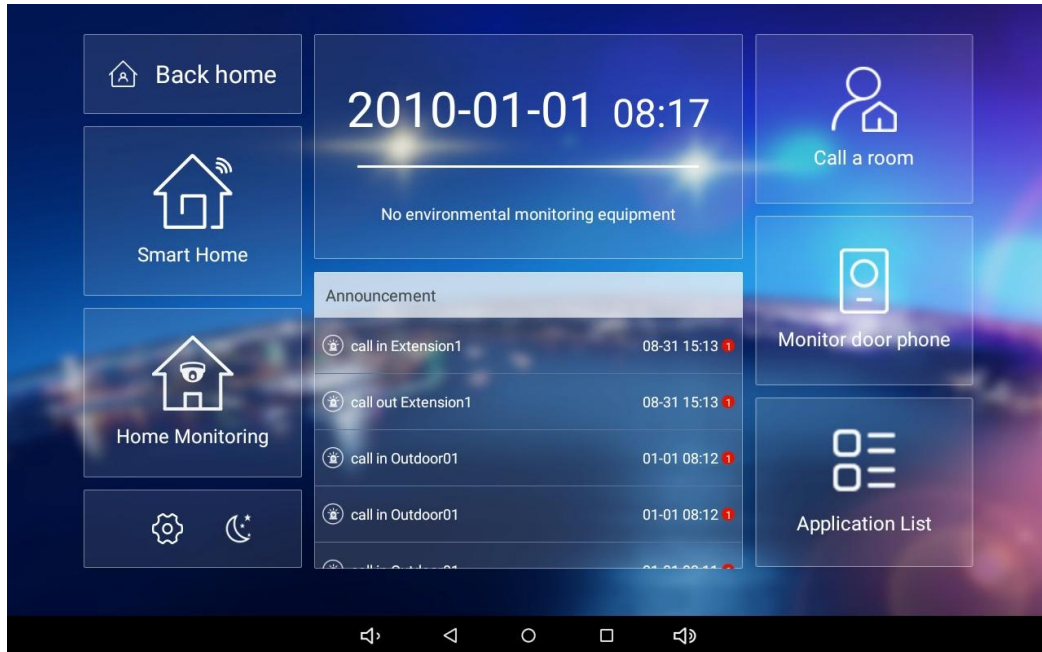 Back home
Smart Home
Home Monitoring
2010-01-01 08:17
No environmental monitoring equipment
Announcement
call in Extension1 08-31 15:13 1
call out Extension1 08-31 15:13 1
call in Outdoor01 01-01 08:12 1
call in Outdoor01 01-01 08:12 1
Call a room
Monitor door phone
Application List